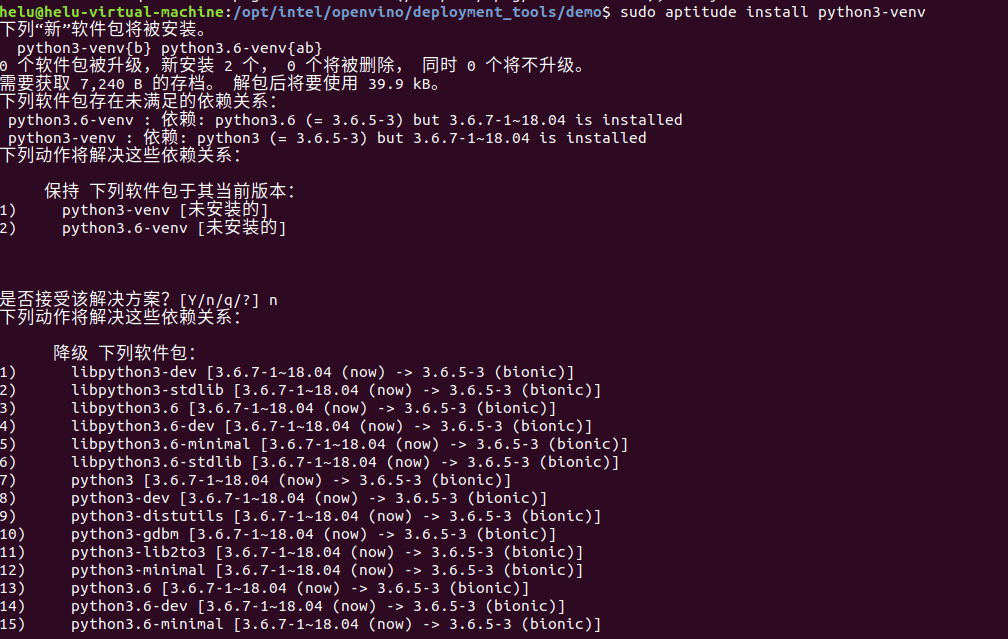 helu@helu-virtual-machine:/opt/intel/openvino/deployment_tools/demo$ sudo aptitude install python3-venv
下列“新”软件包将被安装。
python3-venv{b} python3.6-venv{ab}
0 个软件包被升级，新安装 2 个， 0 个将被删除， 同时 0 个将不升级。
需要获取 7,240 B 的存档。 解包后将要使用 39.9 kB。
下列软件包存在未满足的依赖关系：
python3.6-venv : 依赖: python3.6 (= 3.6.5-3) but 3.6.7-1~18.04 is installed
python3-venv : 依赖: python3 (= 3.6.5-3) but 3.6.7-1~18.04 is installed
下列动作将解决这些依赖关系：
保持 下列软件包于其当前版本：
1) python3-venv [未安装的]
2) python3.6-venv [未安装的]
是否接受该解决方案？[Y/n/q/?] n
下列动作将解决这些依赖关系：
降级 下列软件包：
1) libpython3-dev [3.6.7-1~18.04 (now) -> 3.6.5-3 (bionic)]
2) libpython3-stdlib [3.6.7-1~18.04 (now) -> 3.6.5-3 (bionic)]
3) libpython3.6 [3.6.7-1~18.04 (now) -> 3.6.5-3 (bionic)]
4) libpython3.6-dev [3.6.7-1~18.04 (now) -> 3.6.5-3 (bionic)]
5) libpython3.6-minimal [3.6.7-1~18.04 (now) -> 3.6.5-3 (bionic)]
6) libpython3.6-stdlib [3.6.7-1~18.04 (now) -> 3.6.5-3 (bionic)]
7) python3 [3.6.7-1~18.04 (now) -> 3.6.5-3 (bionic)]
8) python3-dev [3.6.7-1~18.04 (now) -> 3.6.5-3 (bionic)]
9) python3-distutils [3.6.7-1~18.04 (now) -> 3.6.5-3 (bionic)]
10) python3-gdbm [3.6.7-1~18.04 (now) -> 3.6.5-3 (bionic)]
11) python3-lib2to3 [3.6.7-1~18.04 (now) -> 3.6.5-3 (bionic)]
12) python3-minimal [3.6.7-1~18.04 (now) -> 3.6.5-3 (bionic)]
13) python3.6 [3.6.7-1~18.04 (now) -> 3.6.5-3 (bionic)]
14) python3.6-dev [3.6.7-1~18.04 (now) -> 3.6.5-3 (bionic)]
15) python3.6-minimal [3.6.7-1~18.04 (now) -> 3.6.5-3 (bionic)]